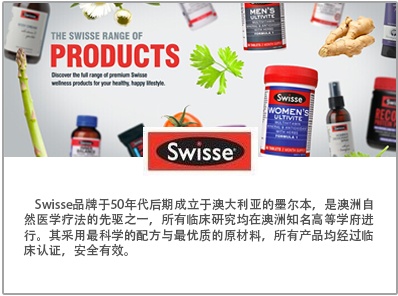 THE SWISSE RANGE OF
PRODUCTS
Discover the full range of premium Swisse
wellness products for your healthy, happy lifestyle.
MEN'S
ULTIVITE
FORMULA 1
Swisse
WOMEN'S
ULTIVITE
FORMULA 1
Swisse
Swisse
Swisse品牌于50年代后期成立于澳大利亚的墨尔本，是澳洲自
然医学疗法的先驱之一，所有临床研究均在澳洲知名高等学府进
行。其采用最科学的配方与最优质的原材料，所有产品均经过临
床认证，安全有效。